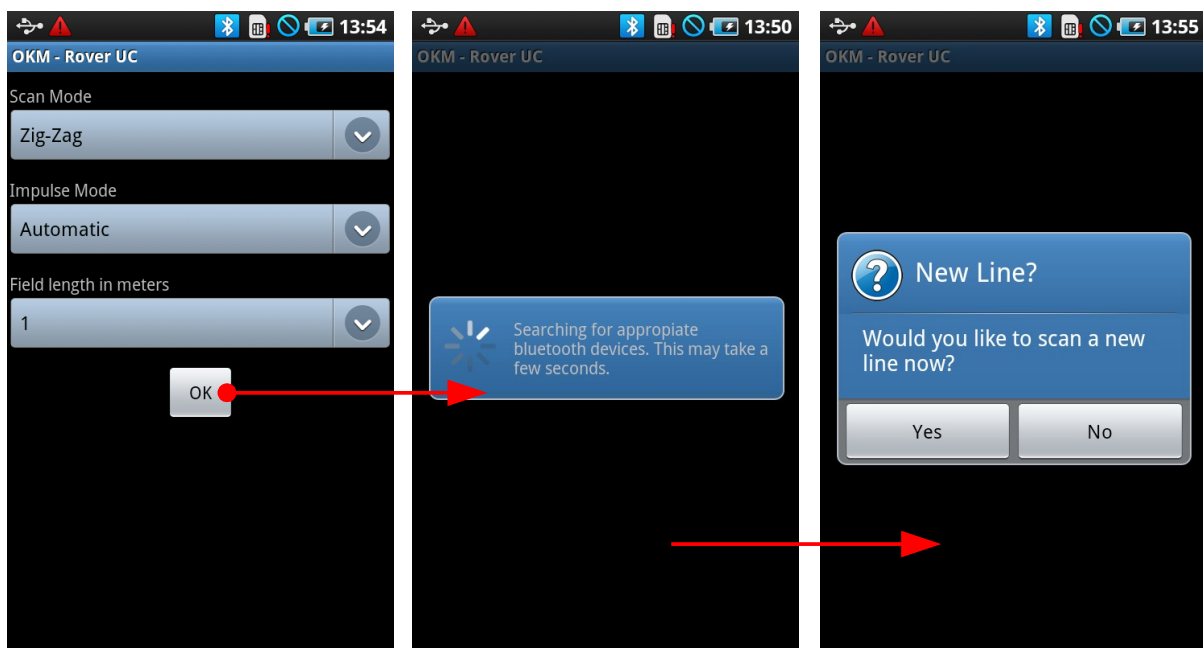 13:54
OKM - Rover UC
Scan Mode
Zig-Zag
Impulse Mode
Automatic
Field length in meters
1
OK
13:50
OKM - Rover UC
Searching for appropiate
bluetooth devices. This may take a
few seconds.
13:55
OKM - Rover UC
New Line?
Would you like to scan a new
line now?
Yes
No